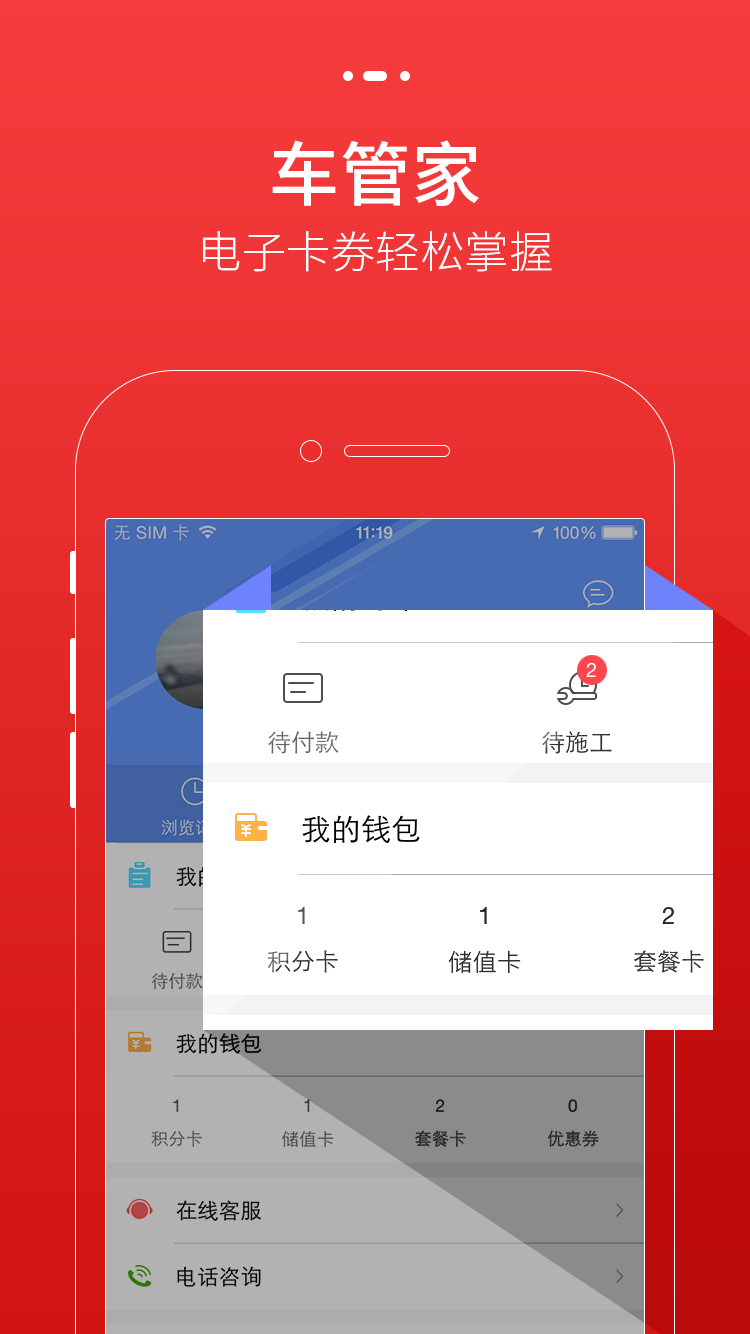 车管家
电子卡券轻松掌握
无 SIM 卡 11:19 100%
2
待付款 待施工
浏览
我的钱包
我
1 1 2
积分卡 储值卡 套餐卡
待付款
我的钱包
1 1 2 0
积分卡 储值卡 套餐卡 优惠券
在线客服
电话咨询